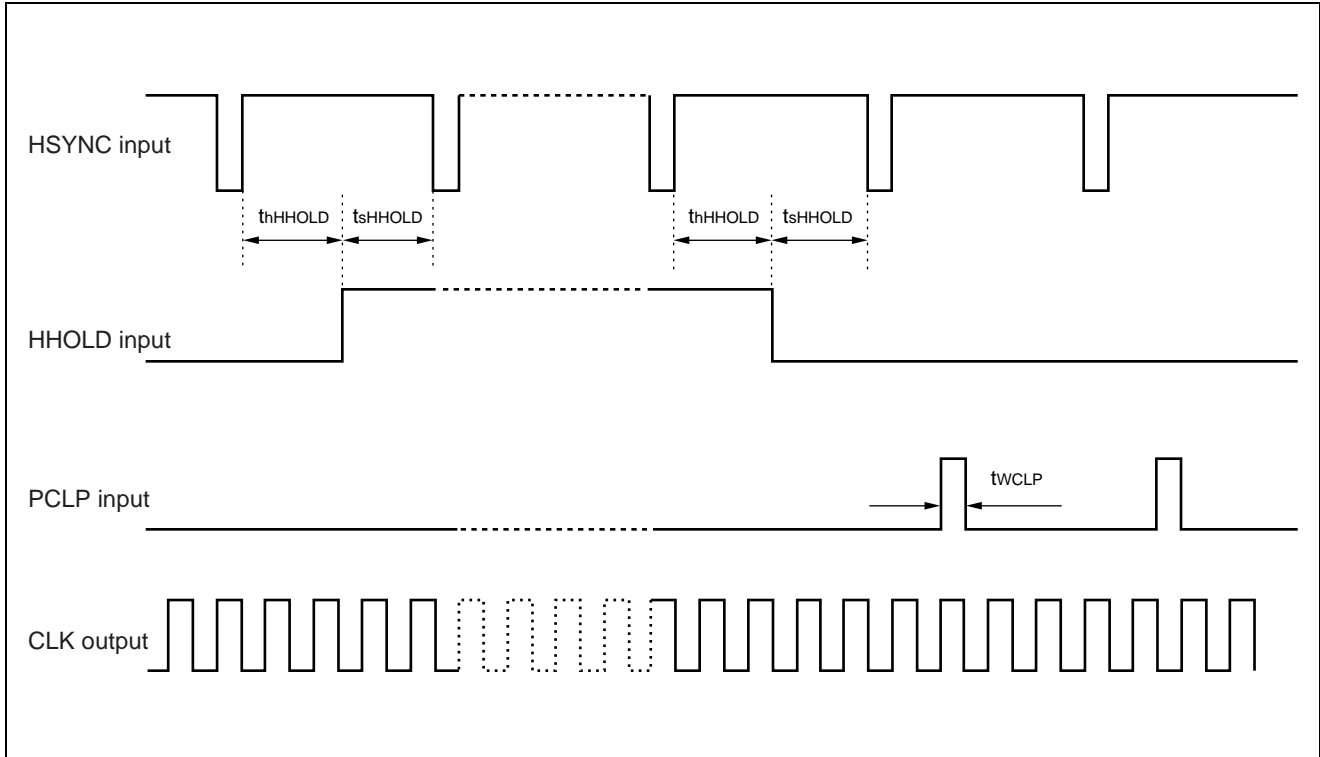 HSYNC input
thHHOLD
tsHHOLD
thHHOLD
tsHHOLD
HHOLD input
PCLP input
tWCLP
CLK output